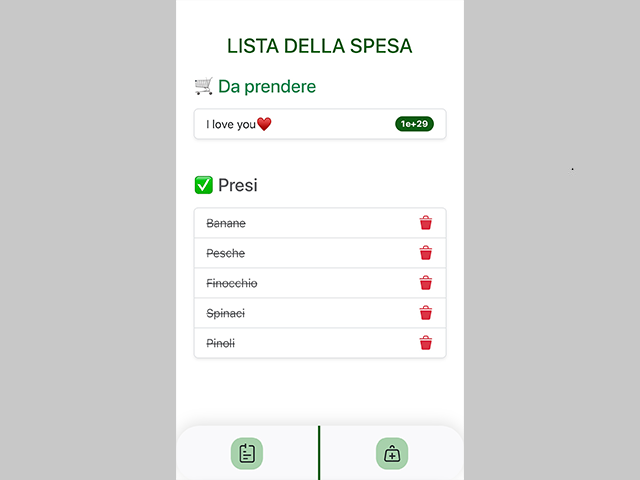 LISTA DELLA SPESA
🛒 Da prendere
I love you❤️ 1e+29
✅ Presi
Banane
Pesche
Finocchio
Spinaci
Pinoli